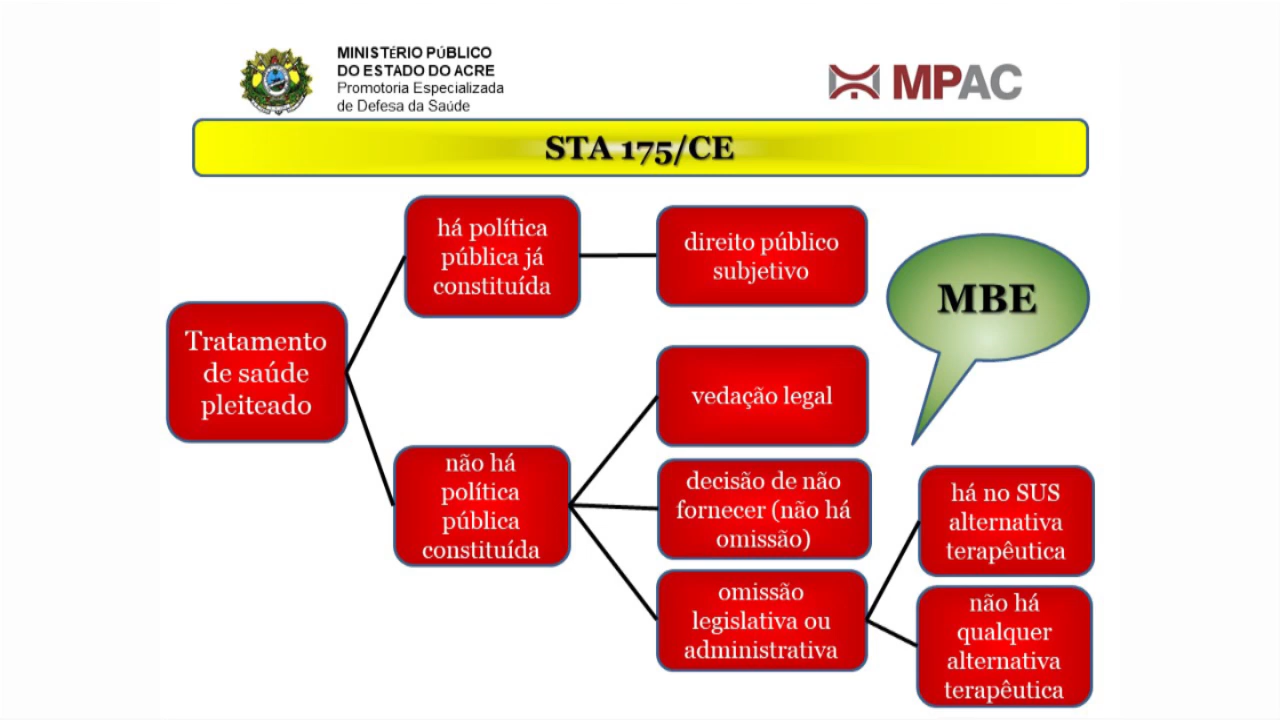 MINISTÉRIO PÚBLICO
DO ESTADO DO ACRE
Promotoria Especializada
de Defesa da Saúde
MPAC
STA 175/CE
Tratamento
de saúde
pleiteado
há política
pública já
constituída
direito público
subjetivo
não há
política
pública
constituída
vedação legal
decisão de não
fornecer (não há
omissão)
omissão
legislativa ou
administrativa
MBE
há no SUS
alternativa
terapêutica
não há
qualquer
alternativa
terapêutica